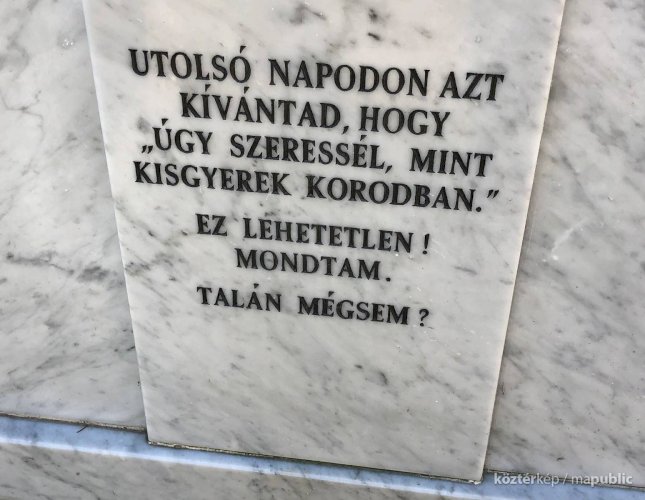 UTOLSÓ NAPODON AZT
KÍVÁNTAD, HOGY
„ÚGY SZERESSÉL, MINT
KISGYEREK KORODBAN.”
EZ LEHETETLEN!
MONDTAM.
TALÁN MÉGSEM?
köztérkép / mapublic